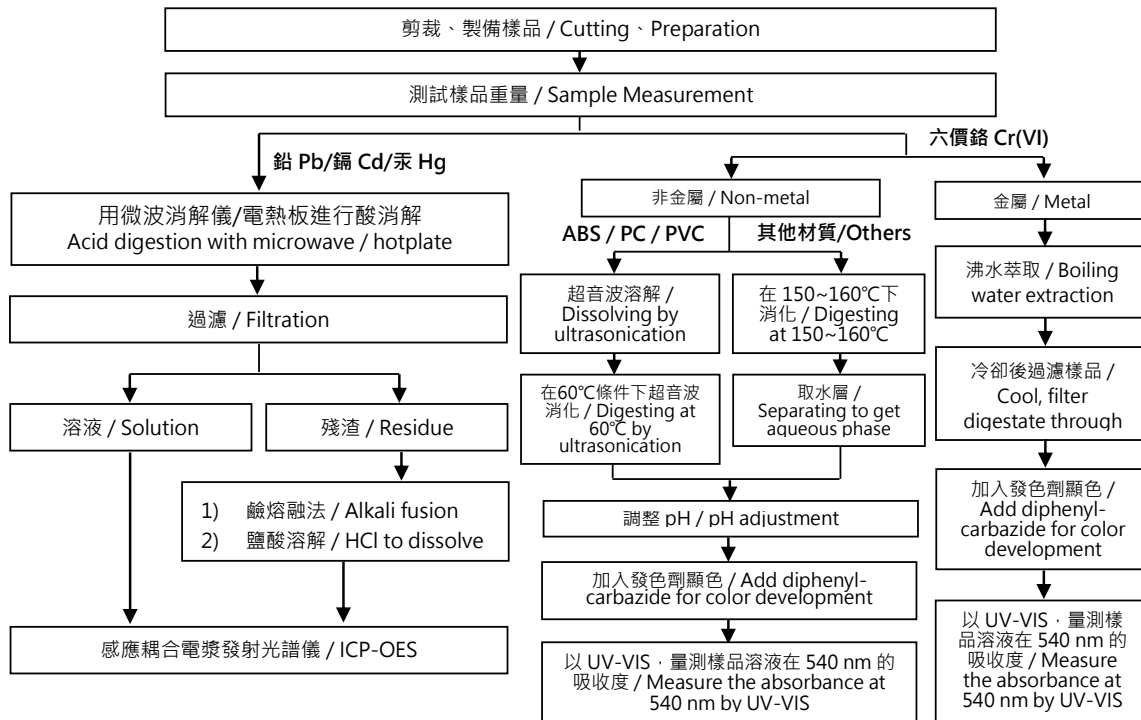 剪裁、製備樣品 / Cutting、Preparation
測試樣品重量 / Sample Measurement
鉛 Pb/鎘 Cd/汞 Hg
用微波消解儀/電熱板進行酸消解
Acid digestion with microwave / hotplate
過濾 / Filtration
溶液 / Solution
殘渣 / Residue
1) 鹼熔融法 / Alkali fusion
2) 鹽酸溶解 / HCl to dissolve
感應耦合電漿發射光譜儀 / ICP-OES
六價鉻 Cr(VI)
非金屬 / Non-metal
ABS / PC / PVC
其他材質/Others
超音波溶解 /
Dissolving by
ultrasonication
在60℃條件下超音波
消化 / Digesting at
60℃ by
ultrasonication
在 150~160℃下
消化 / Digesting
at 150~160℃
取水層 /
Separating to get
aqueous phase
調整 pH / pH adjustment
加入發色劑顯色 / Add diphenyl-
carbazide for color development
以 UV-VIS，量測樣品溶液在 540 nm 的
吸收度 / Measure the absorbance at
540 nm by UV-VIS
金屬 / Metal
沸水萃取 / Boiling
water extraction
冷卻後過濾樣品 /
Cool, filter
digestate through
加入發色劑顯色 /
Add diphenyl-
carbazide for color
development
以 UV-VIS，量測樣
品溶液在 540 nm 的
吸收度 / Measure
the absorbance at
540 nm by UV-VIS